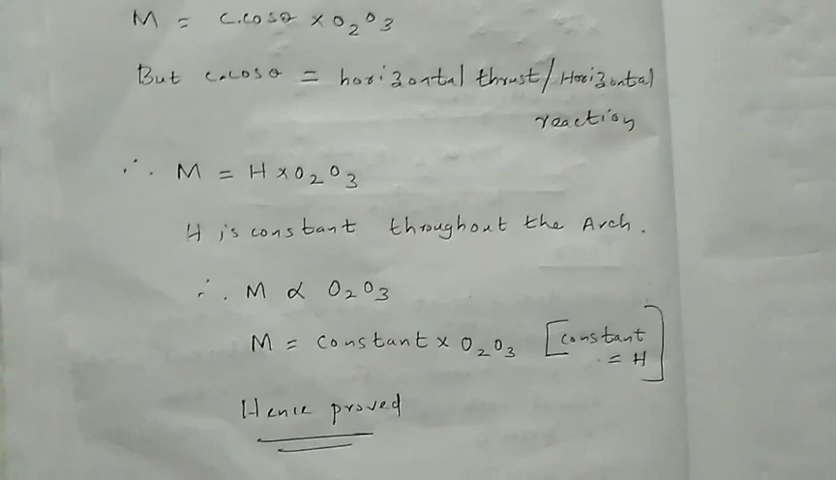 M = C.cosθ × O₂O₃
But C.cosθ = horizontal thrust/Horizontal
reaction
∴ M = H × O₂O₃
H is constant throughout the Arch.
∴ M ∝ O₂O₃
M = constant × O₂O₃ [constant
= H]
Hence proved